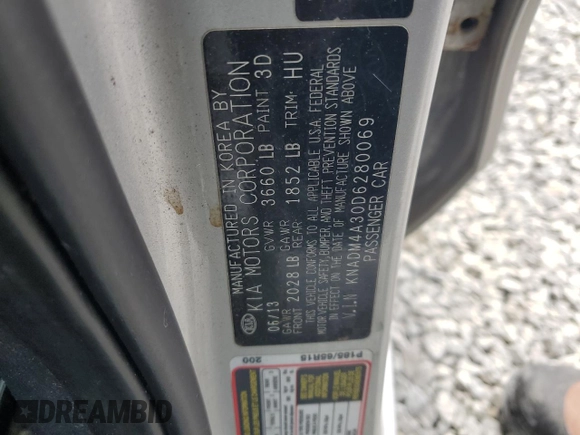 MANUFACTURED IN KOREA BY
KIA MOTORS CORPORATION
06/13 GVWR 3660 LB PAINT 3D
GAWR FRONT 2028 LB GAWR REAR 1852 LB TRIM: HU
THIS VEHICLE CONFORMS TO ALL APPLICABLE U.S.A. FEDERAL
MOTOR VEHICLE SAFETY, BUMPER, AND THEFT PREVENTION STANDARDS
IN EFFECT ON THE DATE OF MANUFACTURE SHOWN ABOVE
V.I.N KNADM4A30D6280069
PASSENGER CAR
KIA
P185/65R15
200
DREAMBID